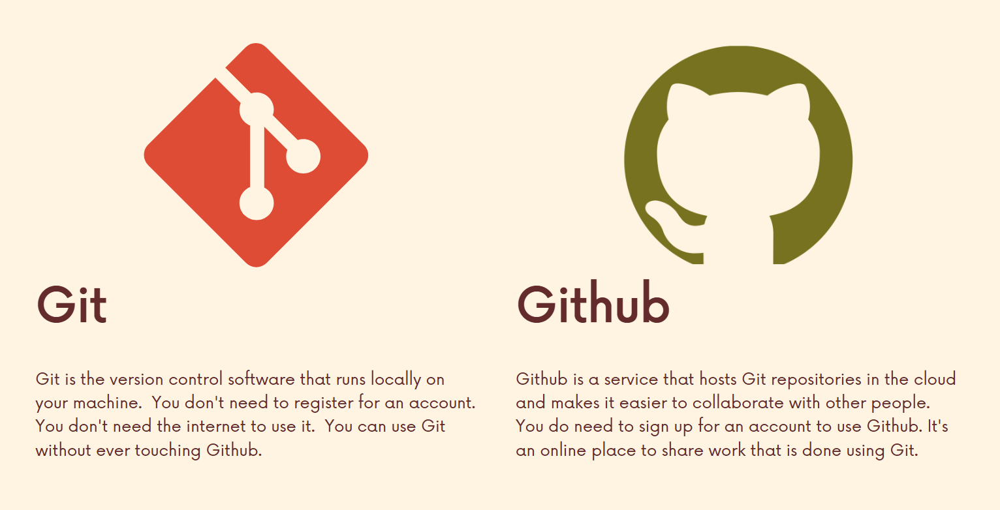 Git
Git is the version control software that runs locally on
your machine.  You don't need to register for an account.
You don't need the internet to use it.  You can use Git
without ever touching Github.
Github
Github is a service that hosts Git repositories in the cloud
and makes it easier to collaborate with other people.
You do need to sign up for an account to use Github. It's
an online place to share work that is done using Git.